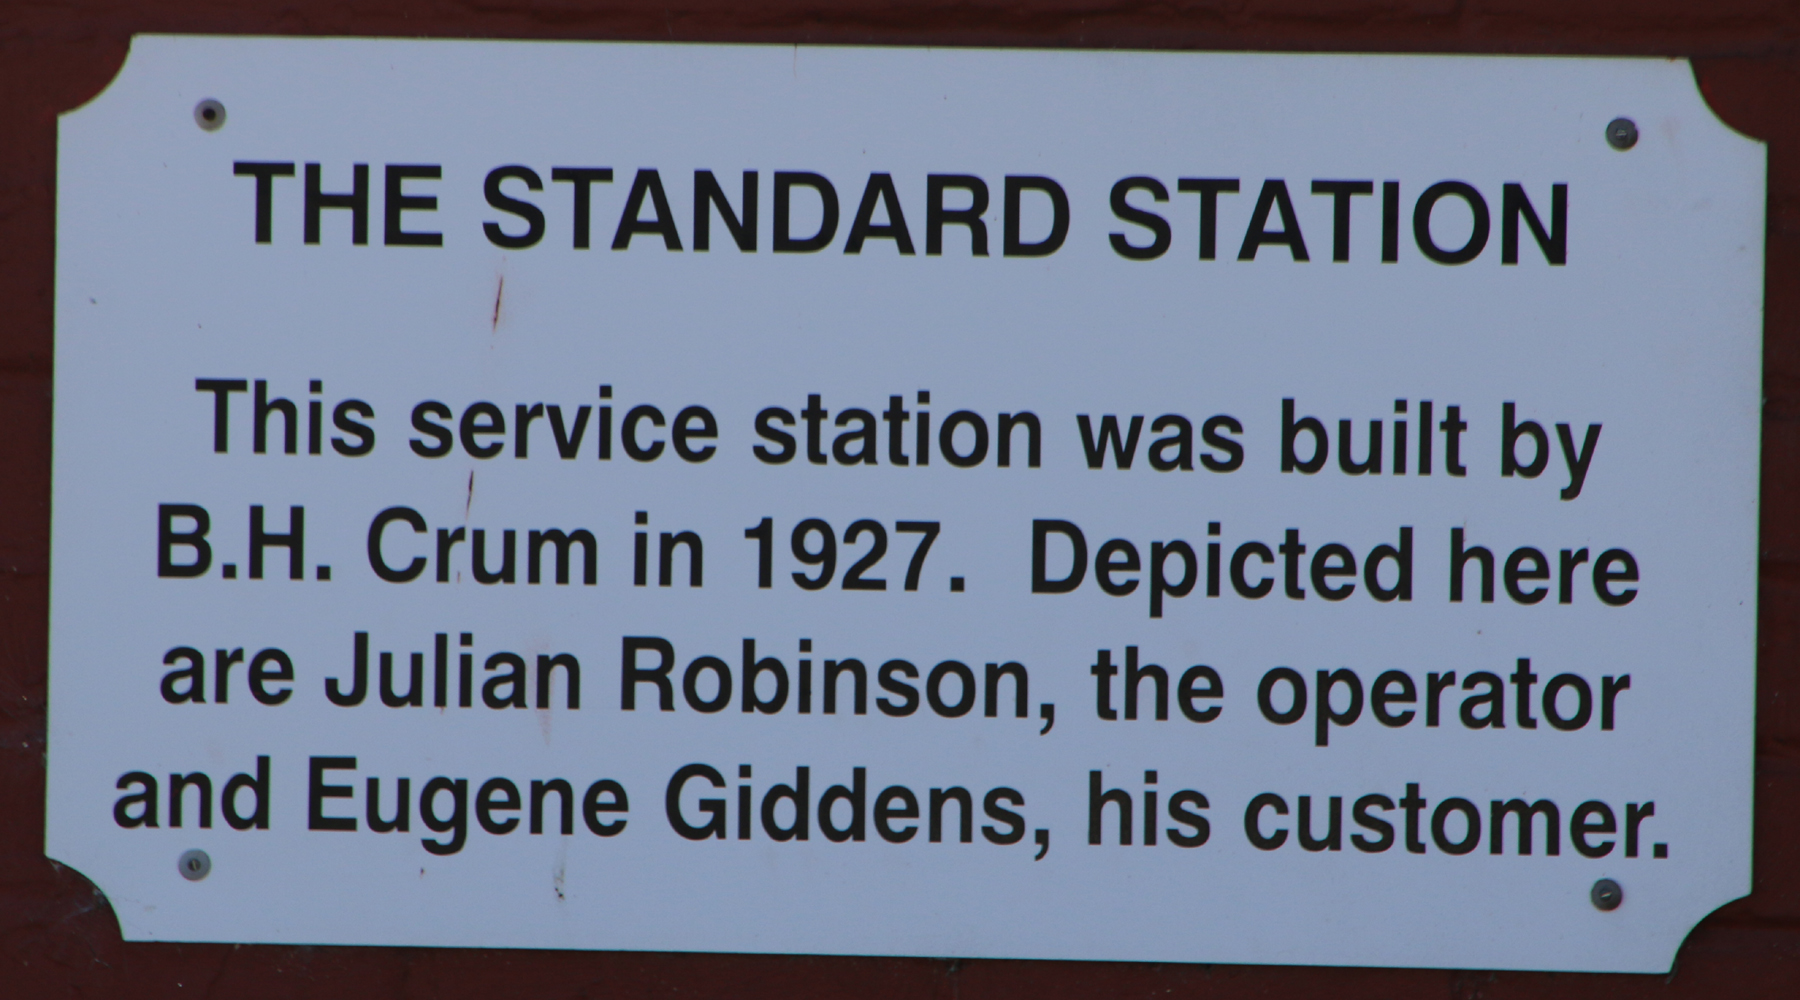 THE STANDARD STATION
This service station was built by
B.H. Crum in 1927.  Depicted here
are Julian Robinson, the operator
and Eugene Giddens, his customer.